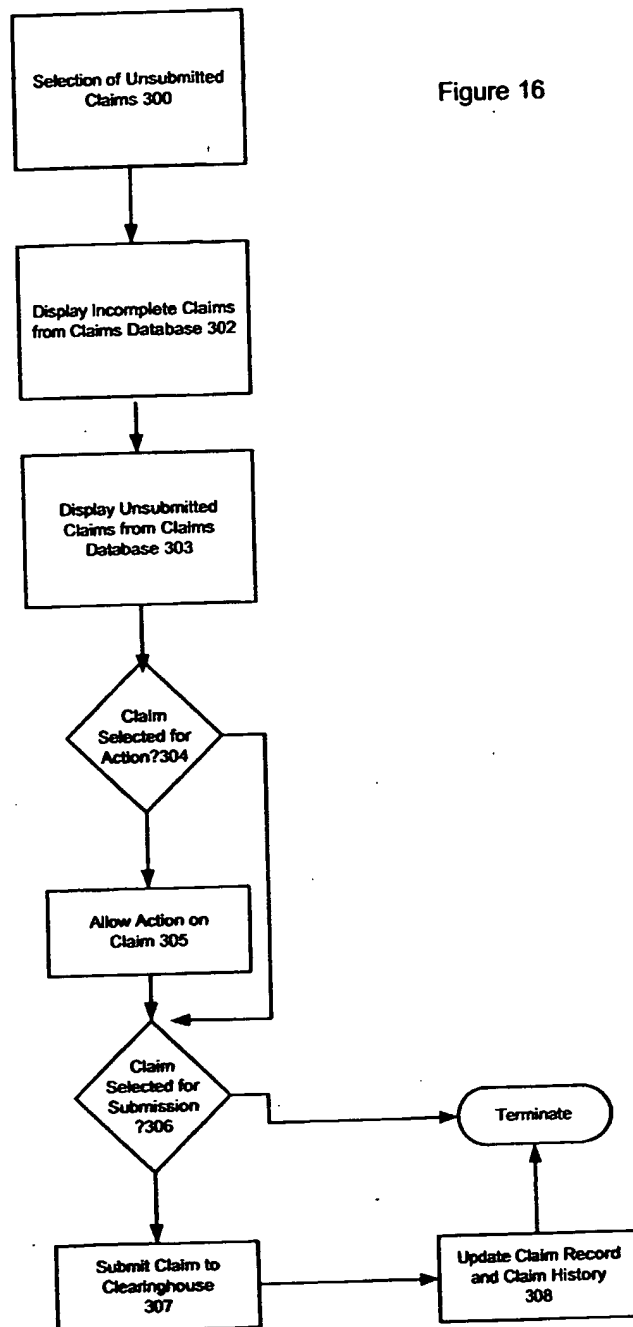 Figure 16
Selection of Unsubmitted
Claims 300
Display Incomplete Claims
from Claims Database 302
Display Unsubmitted
Claims from Claims
Database 303
Claim
Selected for
Action?304
Allow Action on
Claim 305
Claim
Selected for
Submission
?306
Terminate
Submit Claim to
Clearinghouse
307
Update Claim Record
and Claim History
308